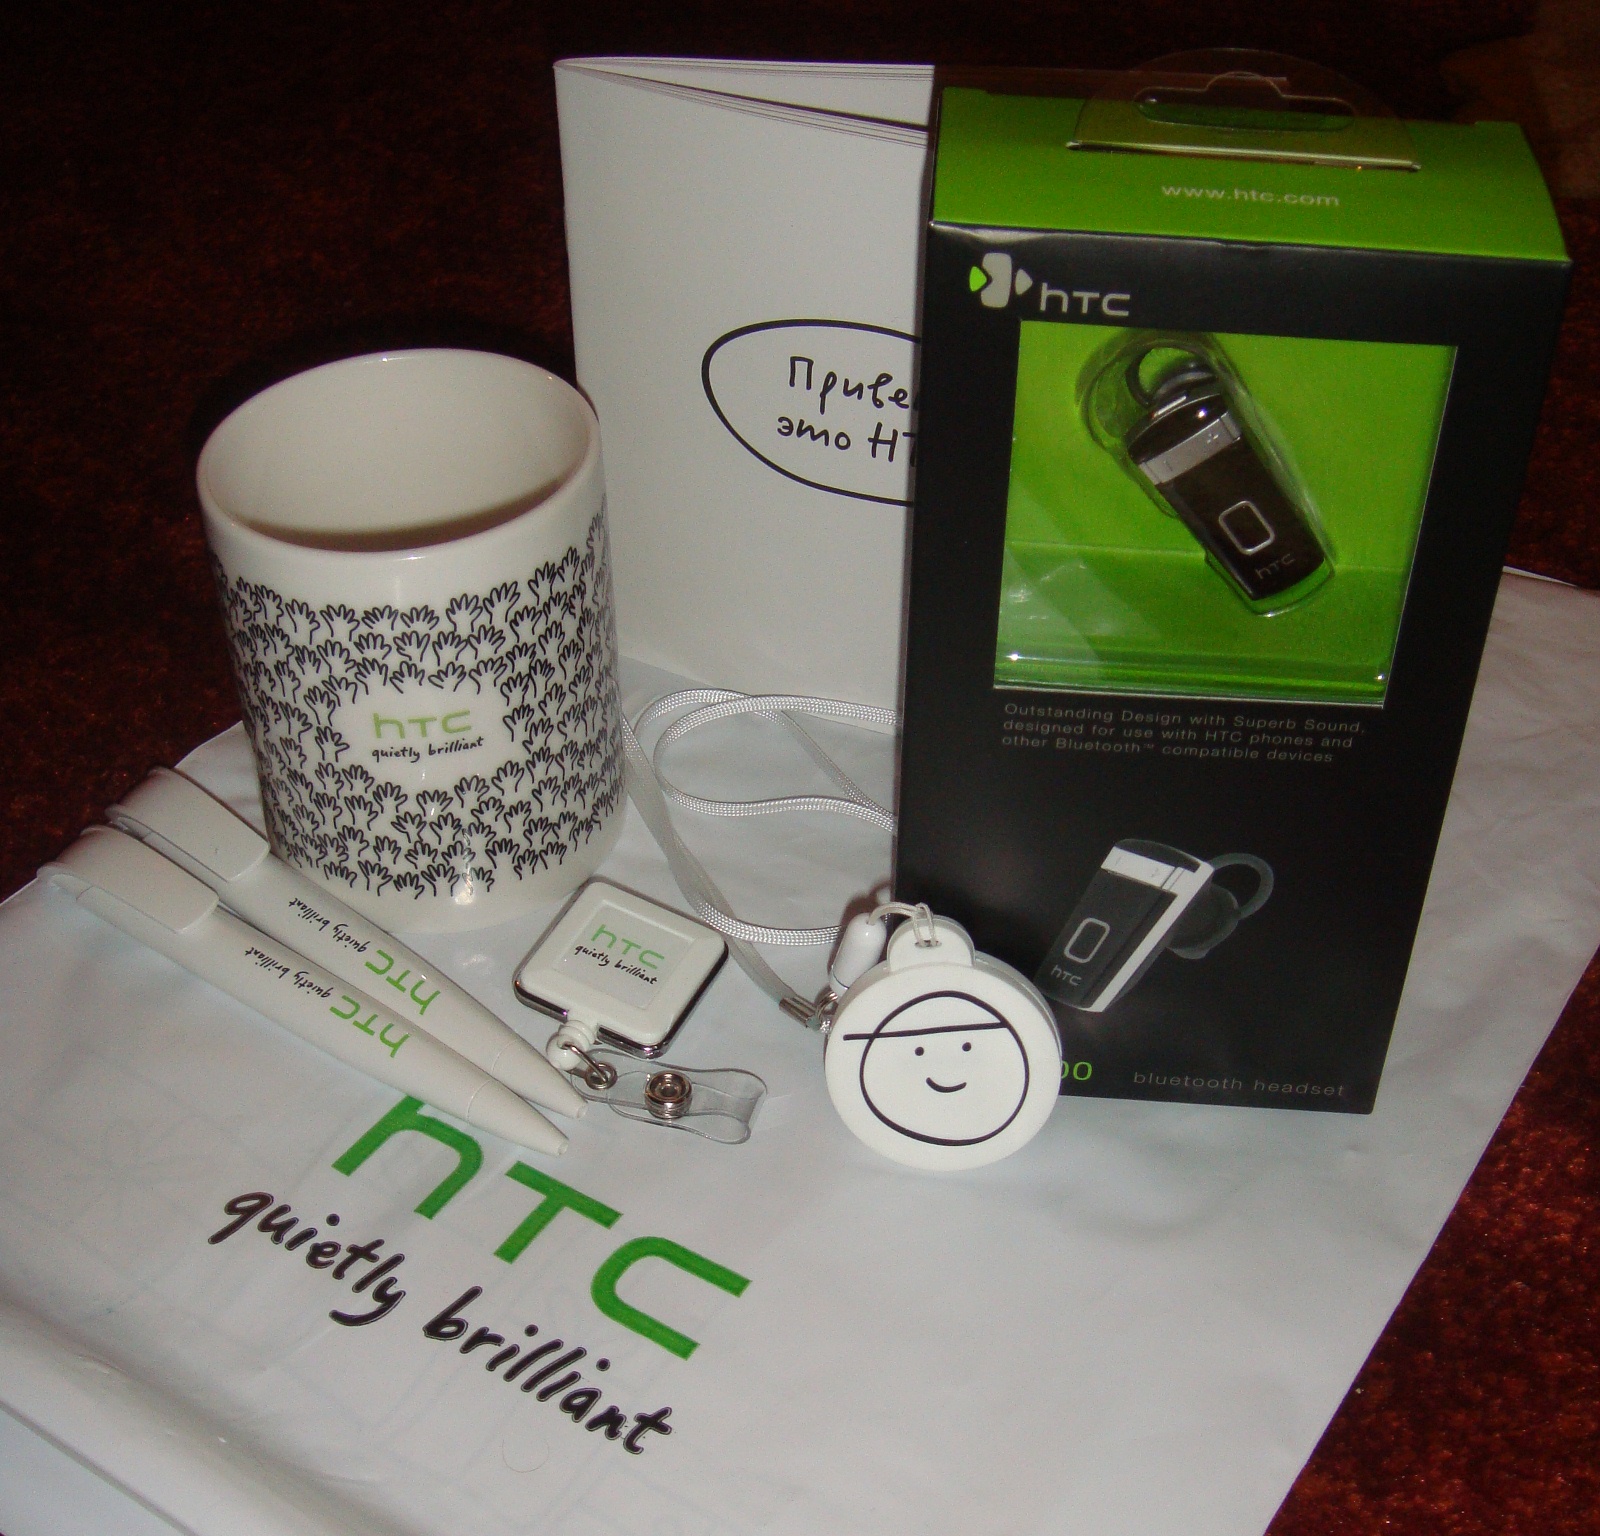 www.htc.com
hTC
Приве
это HT
hTC
Outstanding Design with Superb Sound,
designed for use with HTC phones and
other Bluetooth™ compatible devices
hTC
quietly brilliant
hTC
quietly brilliant
hTC
quietly brilliant
hTC
quietly brilliant
hTC
00
bluetooth headset
hTC
quietly brilliant